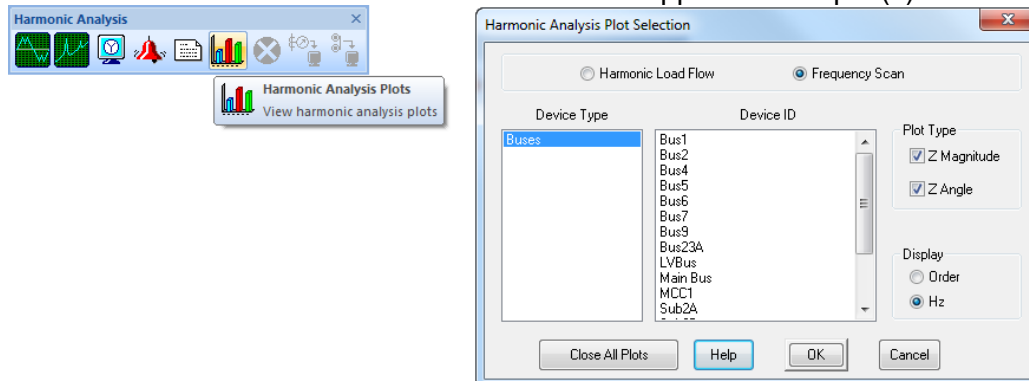 Harmonic Analysis
Harmonic Analysis Plots
View harmonic analysis plots
Harmonic Analysis Plot Selection
Harmonic Load Flow
Frequency Scan
Device Type
Device ID
Buses
Bus1
Bus2
Bus4
Bus5
Bus6
Bus7
Bus9
Bus23A
LVBus
Main Bus
MCC1
Sub2A
Plot Type
Z Magnitude
Z Angle
Display
Order
Hz
Close All Plots
Help
OK
Cancel